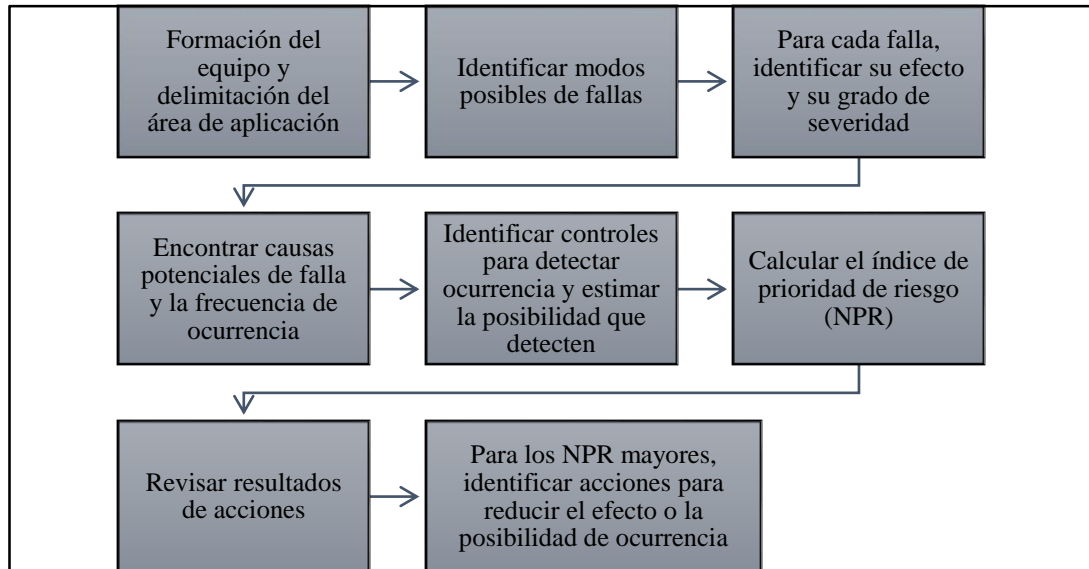 Formación del
equipo y
delimitación del
área de aplicación
Identificar modos
posibles de fallas
Para cada falla,
identificar su efecto
y su grado de
severidad
Encontrar causas
potenciales de falla
y la frecuencia de
ocurrencia
Identificar controles
para detectar
ocurrencia y estimar
la posibilidad que
detecten
Calcular el índice de
prioridad de riesgo
(NPR)
Revisar resultados
de acciones
Para los NPR mayores,
identificar acciones para
reducir el efecto o la
posibilidad de ocurrencia